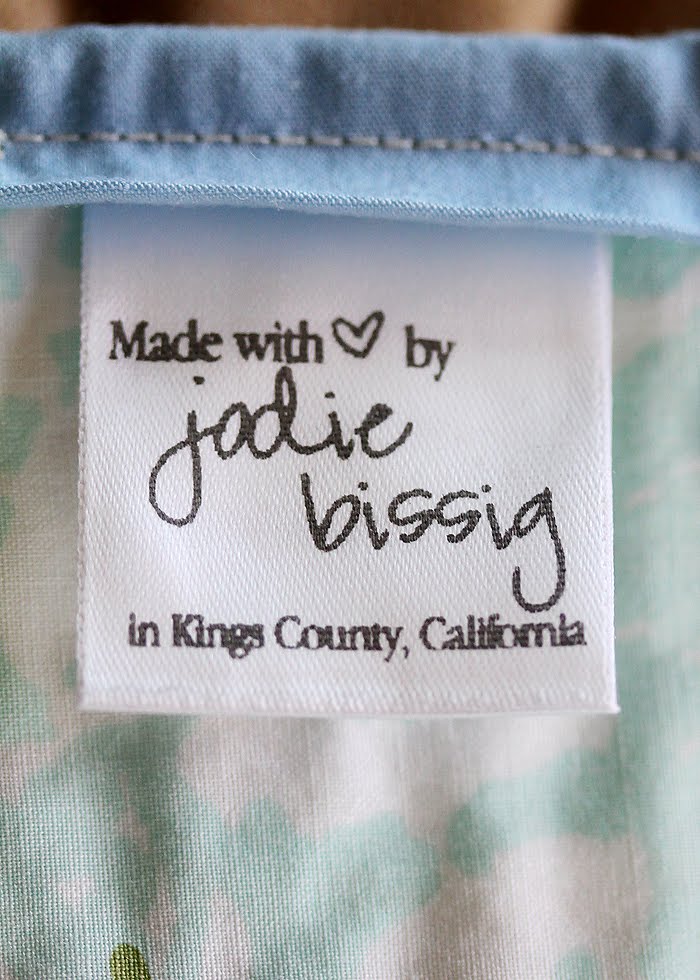 Made with ♡ by
jodie
bissig
in Kings County, California